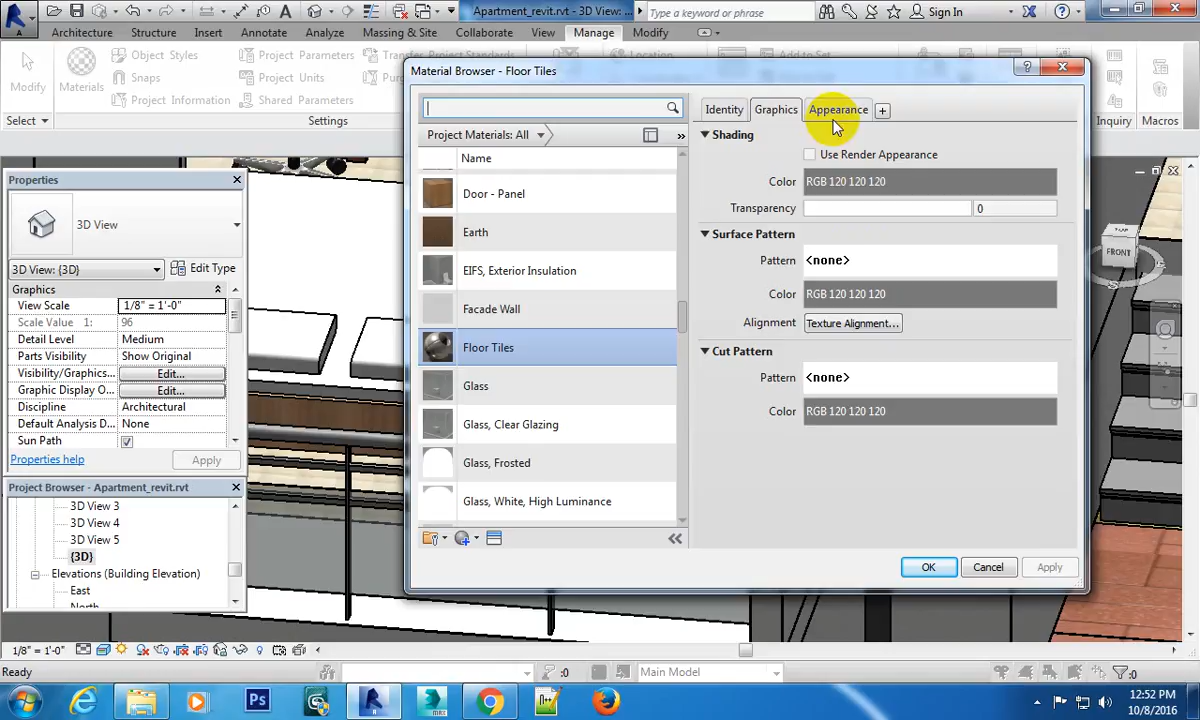 Apartment_revit.rvt - 3D View: ...
Type a keyword or phrase
Sign In
Architecture
Structure
Insert
Annotate
Analyze
Massing & Site
Collaborate
View
Manage
Modify
Modify
Materials
Object Styles
Snaps
Project Information
Project Parameters
Project Units
Shared Parameters
Select
Settings
Inquiry
Macros
Material Browser - Floor Tiles
Project Materials: All
Name
Door - Panel
Earth
EIFS, Exterior Insulation
Facade Wall
Floor Tiles
Glass
Glass, Clear Glazing
Glass, Frosted
Glass, White, High Luminance
Identity
Graphics
Appearance
Shading
Use Render Appearance
Color RGB 120 120 120
Transparency 0
Surface Pattern
Pattern <none>
Color RGB 120 120 120
Alignment Texture Alignment...
Cut Pattern
Pattern <none>
Color RGB 120 120 120
OK
Cancel
Apply
FRONT
Properties
3D View
3D View: {3D}
Edit Type
Graphics
View Scale 1/8" = 1'-0"
Scale Value 1: 96
Detail Level Medium
Parts Visibility Show Original
Visibility/Graphics... Edit...
Graphic Display O... Edit...
Discipline Architectural
Default Analysis D... None
Sun Path
Properties help
Apply
Project Browser - Apartment_revit.rvt
3D View 3
3D View 4
3D View 5
{3D}
Elevations (Building Elevation)
East
North
1/8" = 1'-0"
Ready
:0
Main Model
:0
12:52 PM
10/8/2016